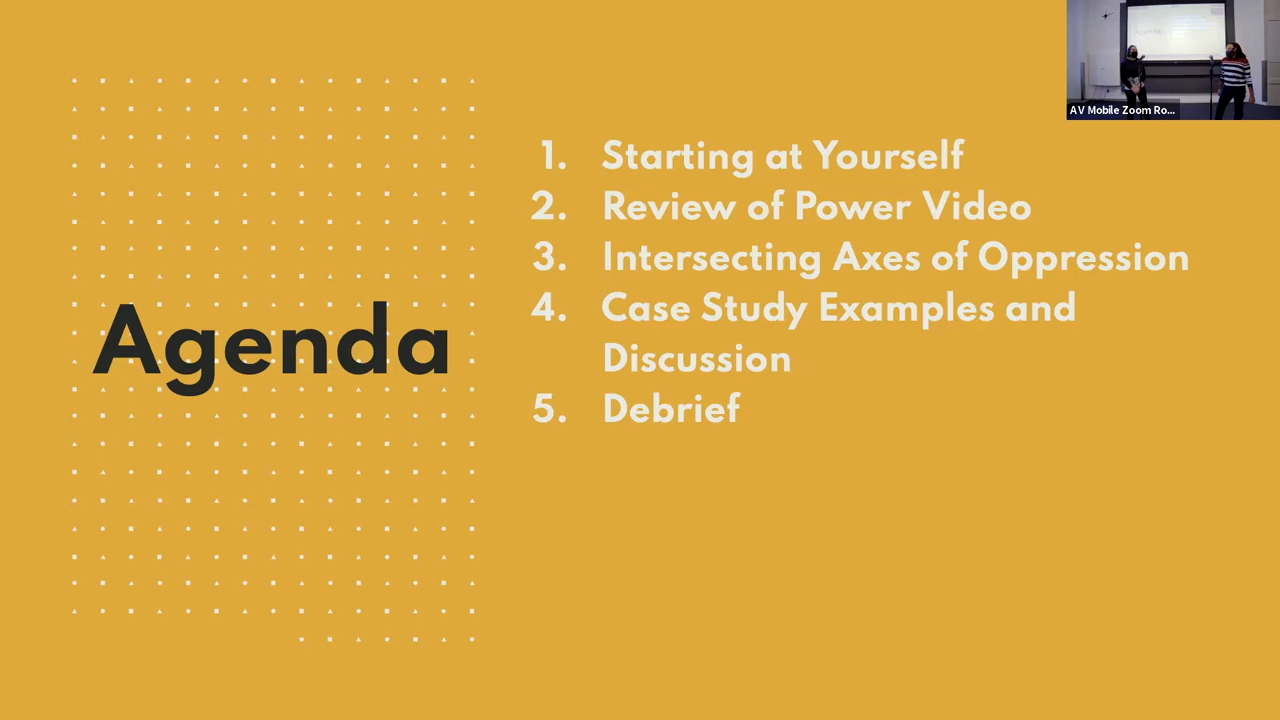 AV Mobile Zoom Ro...
Agenda
1. Starting at Yourself
2. Review of Power Video
3. Intersecting Axes of Oppression
4. Case Study Examples and
Discussion
5. Debrief